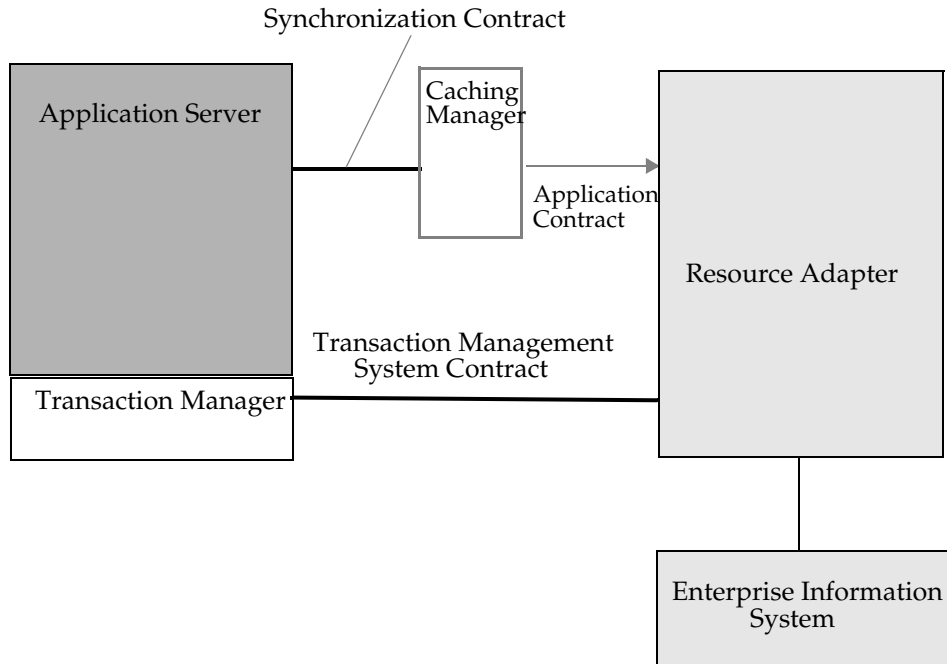 Synchronization Contract
Application Server
Caching
Manager
Application
Contract
Resource Adapter
Transaction Management
System Contract
Transaction Manager
Enterprise Information
System